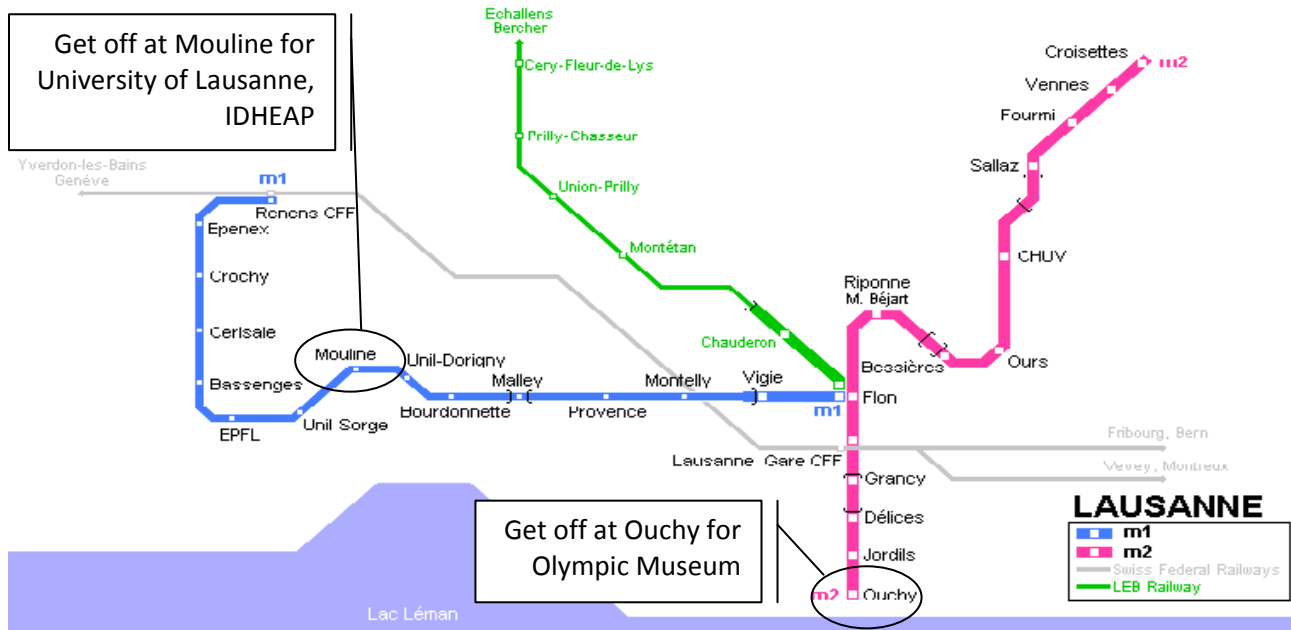 Get off at Mouline for
University of Lausanne,
IDHEAP
Echallens
Bercher
Cery-Fleur-de-Lys
Prilly-Chasseur
Union-Prilly
Montétan
Chauderon
Croisettes
m2
Vennes
Fourmi
Sallaz
CHUV
Ours
Riponne
M. Béjart
Bessières
Flon
Yverdon-les-Bains
Genève
m1
Renens CFF
Epenex
Crochy
Cerisaie
Bassenges
EPFL
Unil Sorge
Mouline
Unil-Dorigny
Bourdonnette
Malley
Provence
Montelly
Vigie
m1
Lausanne Gare CFF
Fribourg, Bern
Vevey, Montreux
Grancy
Délices
Jordils
m2 Ouchy
Get off at Ouchy for
Olympic Museum
Lac Léman
LAUSANNE
m1
m2
Swiss Federal Railways
LEB Railway